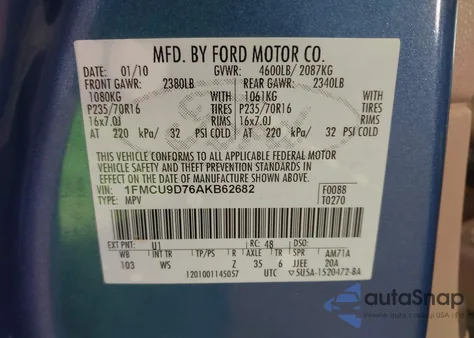 MFD. BY FORD MOTOR CO.
DATE: 01/10 GVWR: 4600LB/ 2087KG
FRONT GAWR: 2380LB REAR GAWR: 2340LB
1080KG WITH 1061KG WITH
P235/70R16 TIRES P235/70R16 TIRES
16x7.0J RIMS 16x7.0J RIMS
AT 220 kPa/ 32 PSI COLD AT 220 kPa/ 32 PSI COLD
THIS VEHICLE CONFORMS TO ALL APPLICABLE FEDERAL MOTOR
VEHICLE SAFETY AND THEFT PREVENTION STANDARDS IN
EFFECT ON THE DATE OF MANUFACTURE SHOWN ABOVE.
VIN: 1FMCU9D76AKB62682 F0088
TYPE: MPV T0270
EXT PNT: U1 RC: 48 AM71A
WB INT TR TP/PS R AXLE TR SPR
103 WS Z 35 6 JJEE 20A
1201001145057 5U5A-1520472-BA
autoSnap